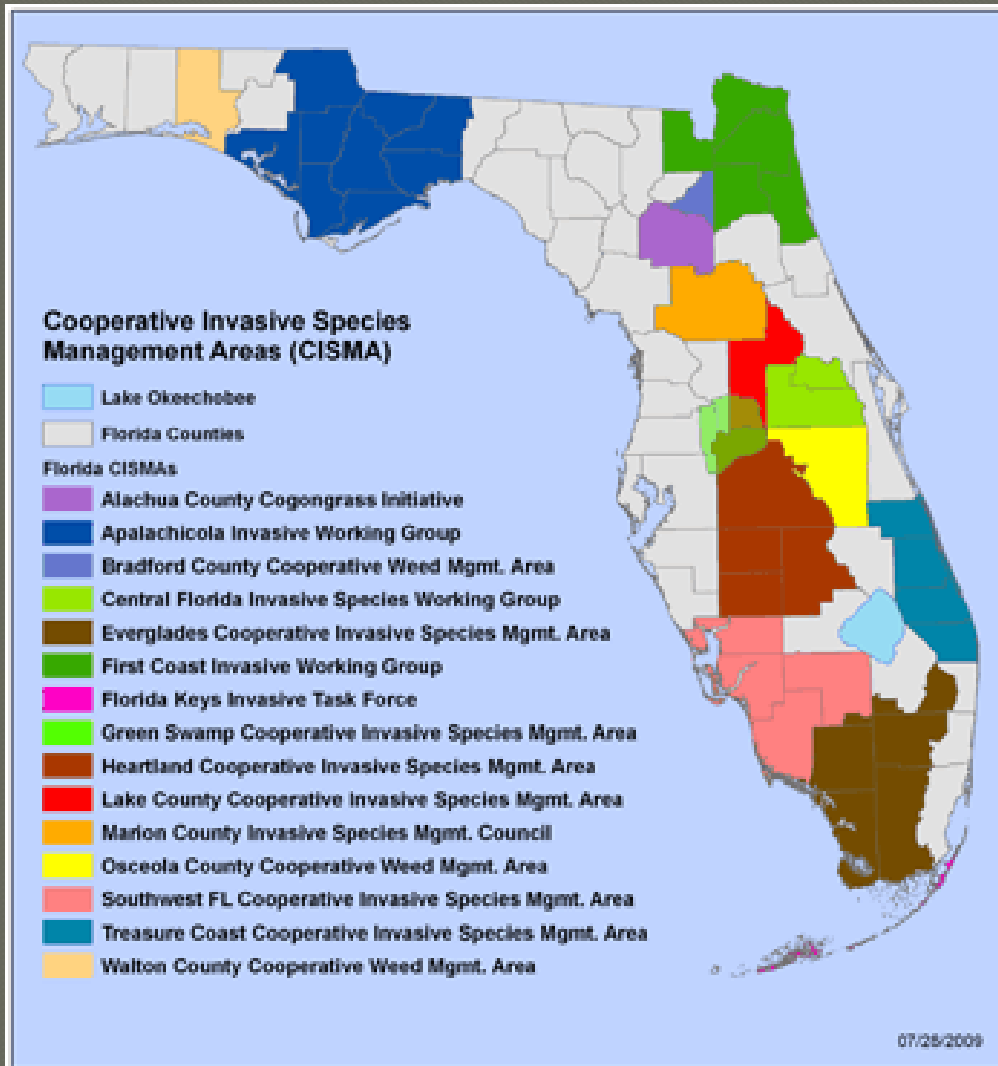 Cooperative Invasive Species
Management Areas (CISMA)
Lake Okeechobee
Florida Counties
Florida CISMAs
Alachua County Cogongrass Initiative
Apalachicola Invasive Working Group
Bradford County Cooperative Weed Mgmt. Area
Central Florida Invasive Species Working Group
Everglades Cooperative Invasive Species Mgmt. Area
First Coast Invasive Working Group
Florida Keys Invasive Task Force
Green Swamp Cooperative Invasive Species Mgmt. Area
Heartland Cooperative Invasive Species Mgmt. Area
Lake County Cooperative Invasive Species Mgmt. Area
Marion County Invasive Species Mgmt. Council
Osceola County Cooperative Weed Mgmt. Area
Southwest FL Cooperative Invasive Species Mgmt. Area
Treasure Coast Cooperative Invasive Species Mgmt. Area
Walton County Cooperative Weed Mgmt. Area
07/28/2009